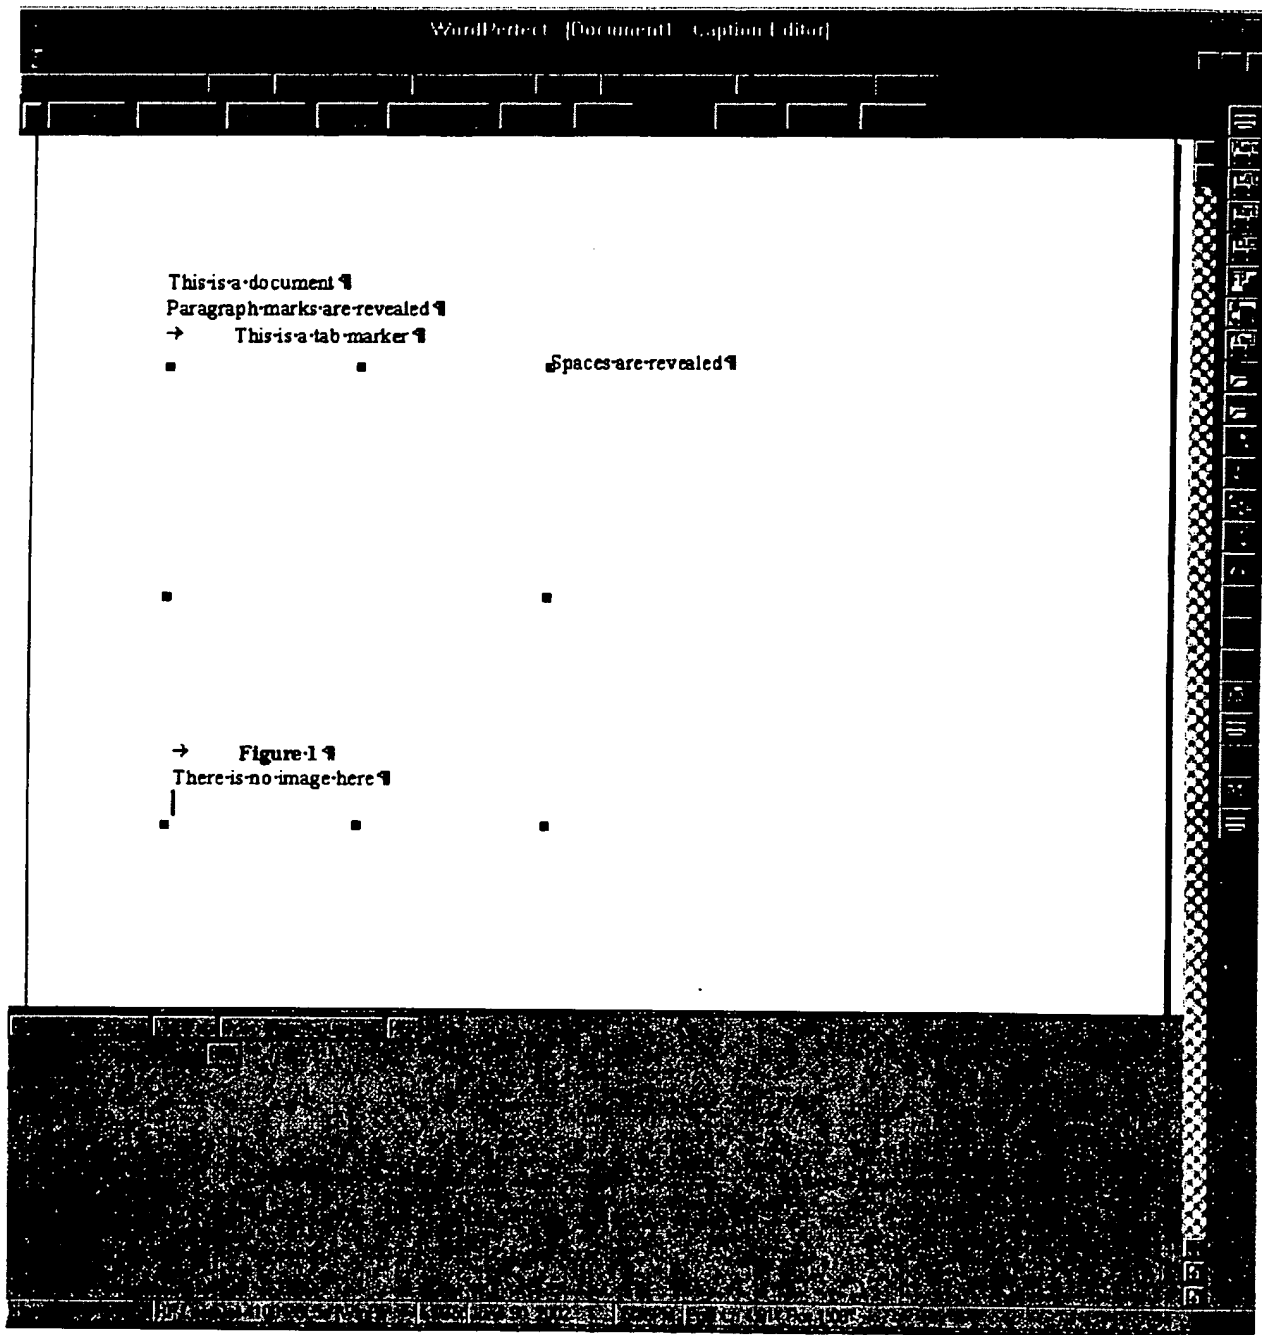 WordPerfect - [Document1 - Caption Editor]
This·is·a·document¶
Paragraph·marks·are·revealed¶
→ This·is·a·tab·marker¶
Spaces·are·revealed¶
→ Figure·1¶
There·is·no·image·here¶